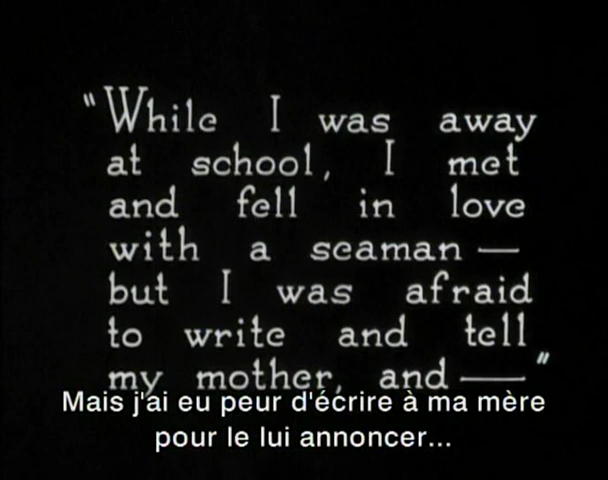 "While I was away
at school, I met
and fell in love
with a seaman —
but I was afraid
to write and tell
my mother, and — "
Mais j'ai eu peur d'écrire à ma mère
pour le lui annoncer...